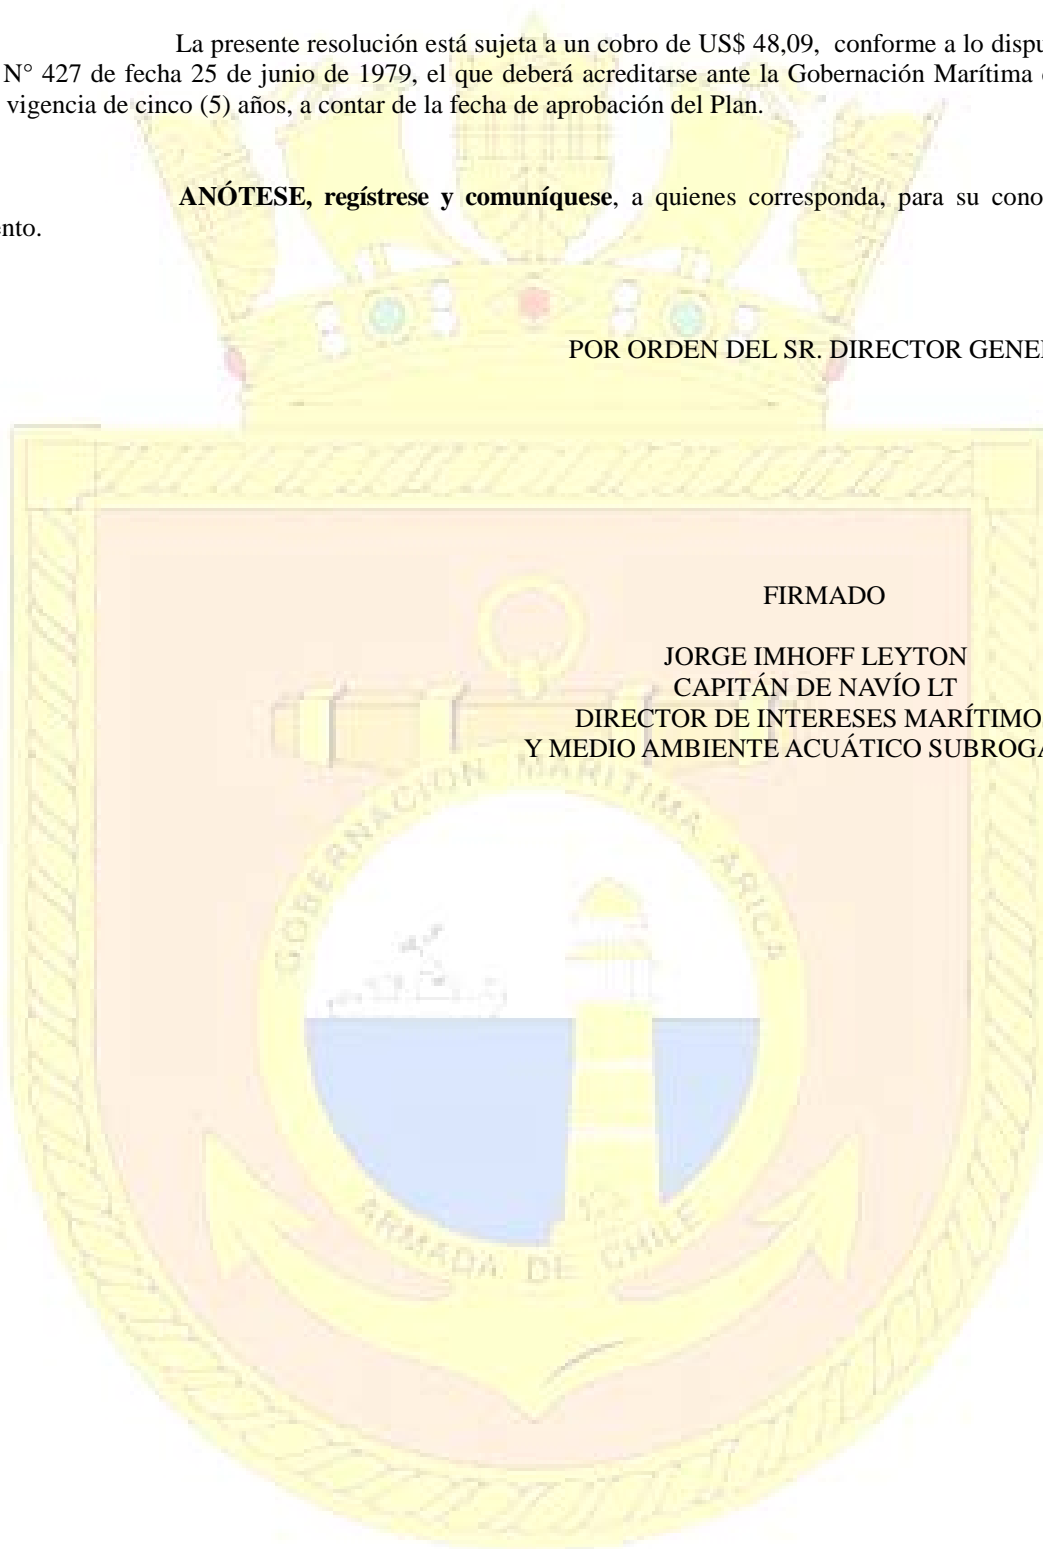 La presente resolución está sujeta a un cobro de US$ 48,09, conforme a lo dispu
N° 427 de fecha 25 de junio de 1979, el que deberá acreditarse ante la Gobernación Marítima
vigencia de cinco (5) años, a contar de la fecha de aprobación del Plan.
ANÓTESE, regístrese y comuníquese, a quienes corresponda, para su cono
ento.
POR ORDEN DEL SR. DIRECTOR GENE
FIRMADO
JORGE IMHOFF LEYTON
CAPITÁN DE NAVÍO LT
DIRECTOR DE INTERESES MARÍTIMO
Y MEDIO AMBIENTE ACUÁTICO SUBROGA
GOBERNACION MARITIMA ARICA
ARMADA DE CHILE